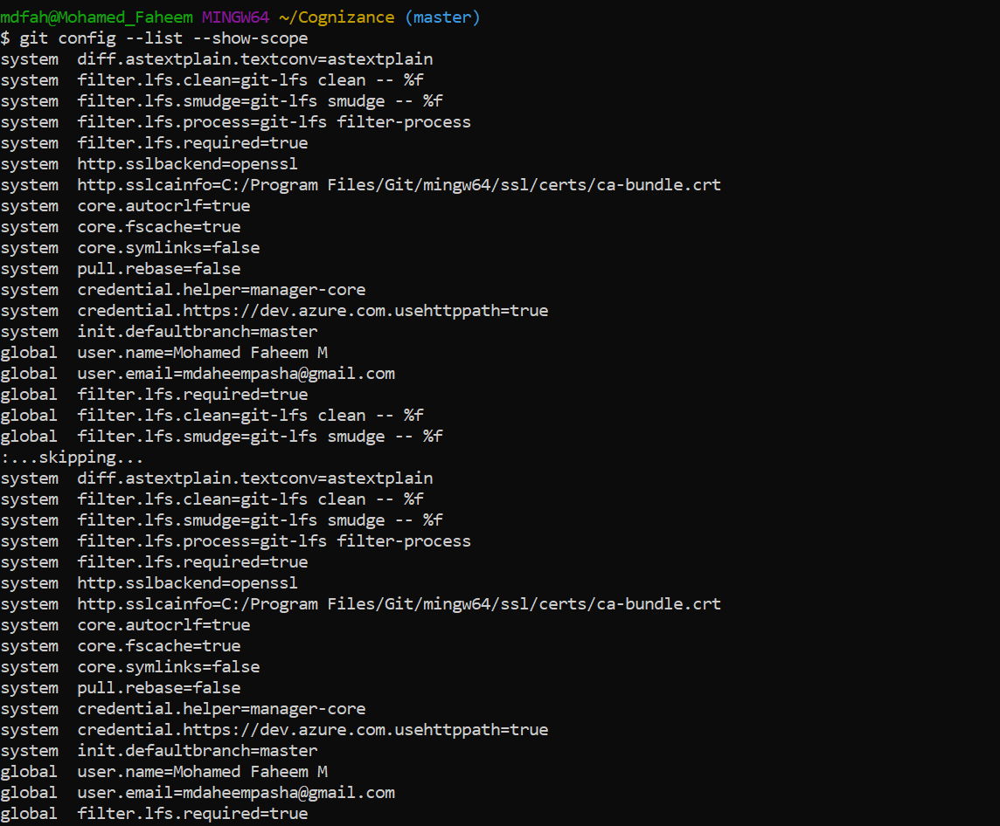 mdfah@Mohamed_Faheem MINGW64 ~/Cognizance (master)
$ git config --list --show-scope
system  diff.astextplain.textconv=astextplain
system  filter.lfs.clean=git-lfs clean -- %f
system  filter.lfs.smudge=git-lfs smudge -- %f
system  filter.lfs.process=git-lfs filter-process
system  filter.lfs.required=true
system  http.sslbackend=openssl
system  http.sslcainfo=C:/Program Files/Git/mingw64/ssl/certs/ca-bundle.crt
system  core.autocrlf=true
system  core.fscache=true
system  core.symlinks=false
system  pull.rebase=false
system  credential.helper=manager-core
system  credential.https://dev.azure.com.usehttppath=true
system  init.defaultbranch=master
global  user.name=Mohamed Faheem M
global  user.email=mdaheempasha@gmail.com
global  filter.lfs.required=true
global  filter.lfs.clean=git-lfs clean -- %f
global  filter.lfs.smudge=git-lfs smudge -- %f
:...skipping...
system  diff.astextplain.textconv=astextplain
system  filter.lfs.clean=git-lfs clean -- %f
system  filter.lfs.smudge=git-lfs smudge -- %f
system  filter.lfs.process=git-lfs filter-process
system  filter.lfs.required=true
system  http.sslbackend=openssl
system  http.sslcainfo=C:/Program Files/Git/mingw64/ssl/certs/ca-bundle.crt
system  core.autocrlf=true
system  core.fscache=true
system  core.symlinks=false
system  pull.rebase=false
system  credential.helper=manager-core
system  credential.https://dev.azure.com.usehttppath=true
system  init.defaultbranch=master
global  user.name=Mohamed Faheem M
global  user.email=mdaheempasha@gmail.com
global  filter.lfs.required=true